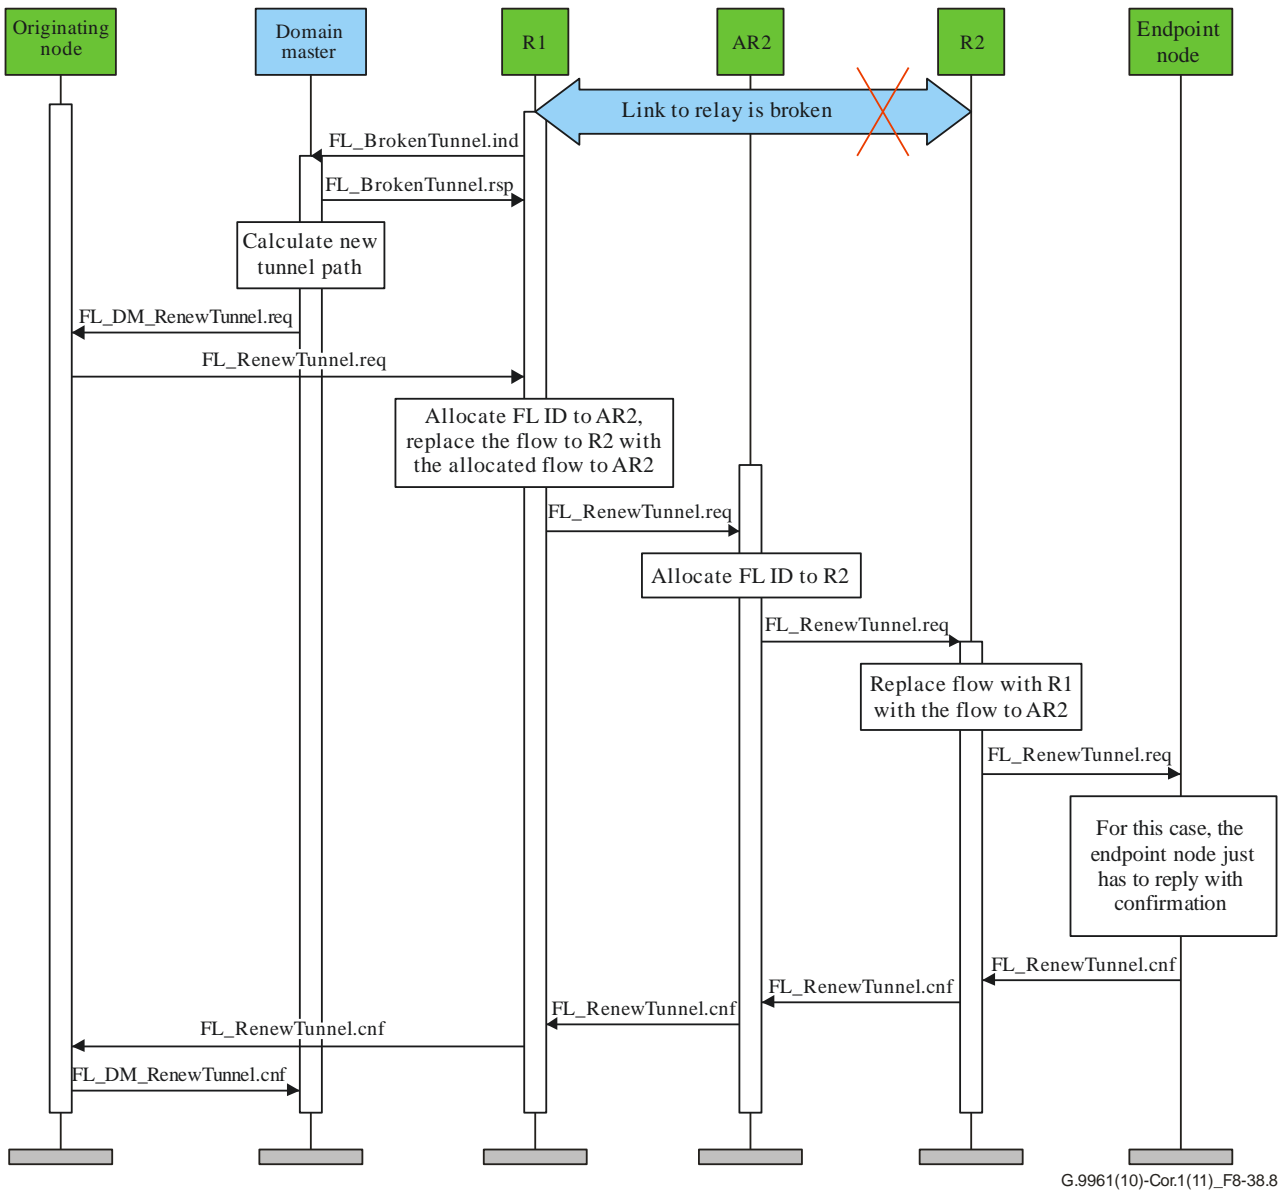 Originating
node
Domain
master
R1
AR2
R2
Endpoint
node
Link to relay is broken
FL_BrokenTunnel.ind
FL_BrokenTunnel.rsp
Calculate new
tunnel path
FL_DM_RenewTunnel.req
FL_RenewTunnel.req
Allocate FL ID to AR2,
replace the flow to R2 with
the allocated flow to AR2
FL_RenewTunnel.req
Allocate FL ID to R2
FL_RenewTunnel.req
Replace flow with R1
with the flow to AR2
FL_RenewTunnel.req
For this case, the
endpoint node just
has to reply with
confirmation
FL_RenewTunnel.cnf
FL_RenewTunnel.cnf
FL_RenewTunnel.cnf
FL_RenewTunnel.cnf
FL_DM_RenewTunnel.cnf
G.9961(10)-Cor.1(11)_F8-38.8